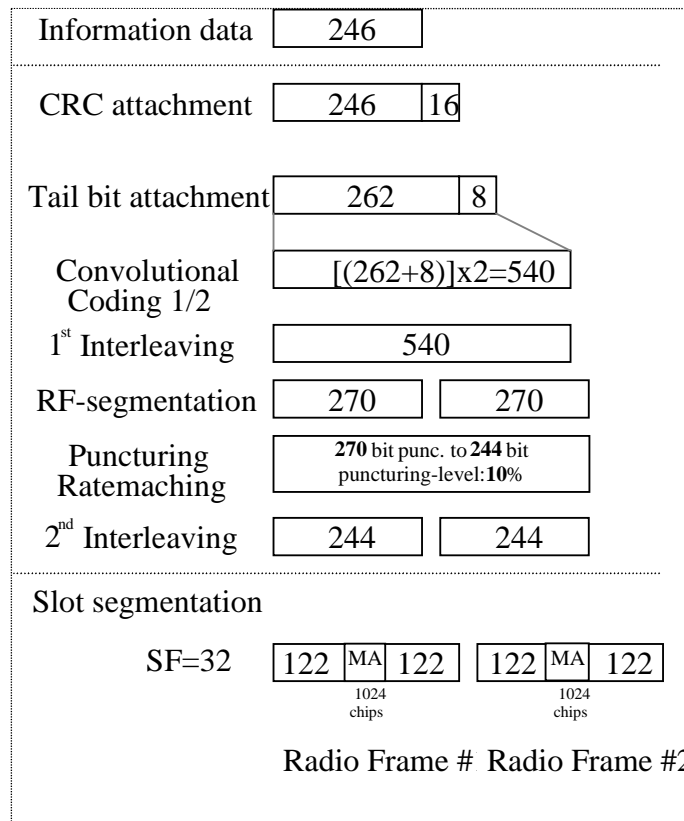 Information data 246
CRC attachment 246 16
Tail bit attachment 262 8
Convolutional Coding 1/2 [(262+8)]x2=540
1st Interleaving 540
RF-segmentation 270 270
Puncturing Ratemaching
270 bit punc. to 244 bit
puncturing-level:10%
2nd Interleaving 244 244
Slot segmentation
SF=32 122 MA 122 122 MA 122
1024 chips 1024 chips
Radio Frame # Radio Frame #2